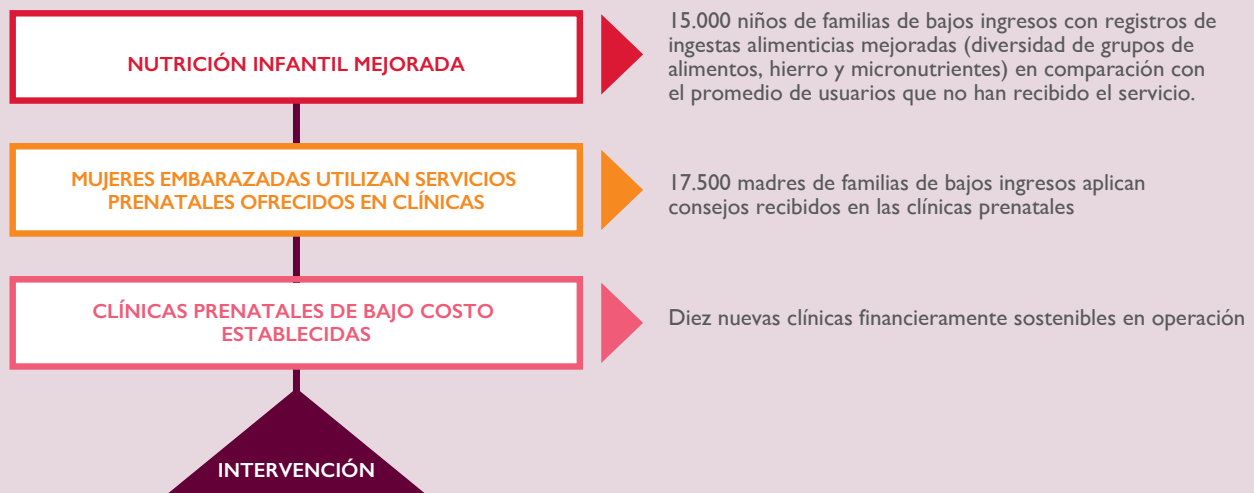 NUTRICIÓN INFANTIL MEJORADA
15.000 niños de familias de bajos ingresos con registros de
ingestas alimenticias mejoradas (diversidad de grupos de
alimentos, hierro y micronutrientes) en comparación con
el promedio de usuarios que no han recibido el servicio.
MUJERES EMBARAZADAS UTILIZAN SERVICIOS
PRENATALES OFRECIDOS EN CLÍNICAS
17.500 madres de familias de bajos ingresos aplican
consejos recibidos en las clínicas prenatales
CLÍNICAS PRENATALES DE BAJO COSTO
ESTABLECIDAS
Diez nuevas clínicas financieramente sostenibles en operación
INTERVENCIÓN